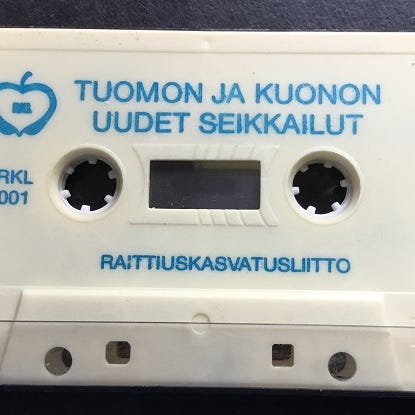 TUOMON JA KUONON
UUDET SEIKKAILUT
RKL
001
RAITTIUSKASVATUSLIITTO